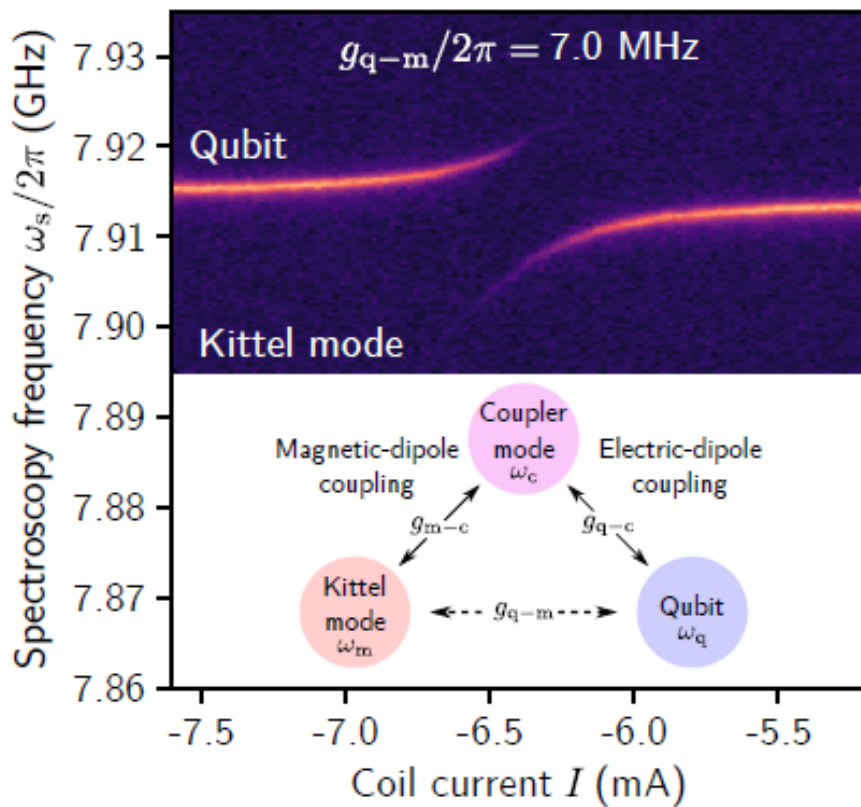 g_q−m/2π = 7.0 MHz
Qubit
Kittel mode
Spectroscopy frequency ω_s/2π (GHz)
7.93
7.92
7.91
7.90
7.89
7.88
7.87
7.86
Coupler
mode
ω_c
Magnetic-dipole
coupling
Electric-dipole
coupling
g_m−c
g_q−c
Kittel
mode
ω_m
g_q−m
Qubit
ω_q
-7.5 -7.0 -6.5 -6.0 -5.5
Coil current I (mA)